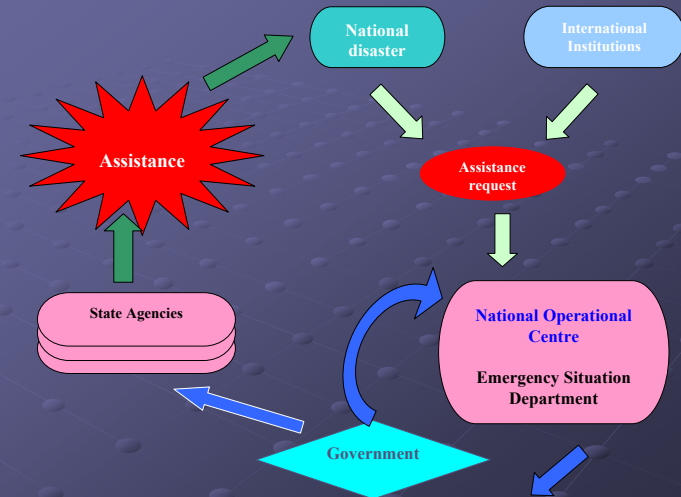 National
disaster
International
Institutions
Assistance
Assistance
request
State Agencies
National Operational
Centre
Emergency Situation
Department
Government